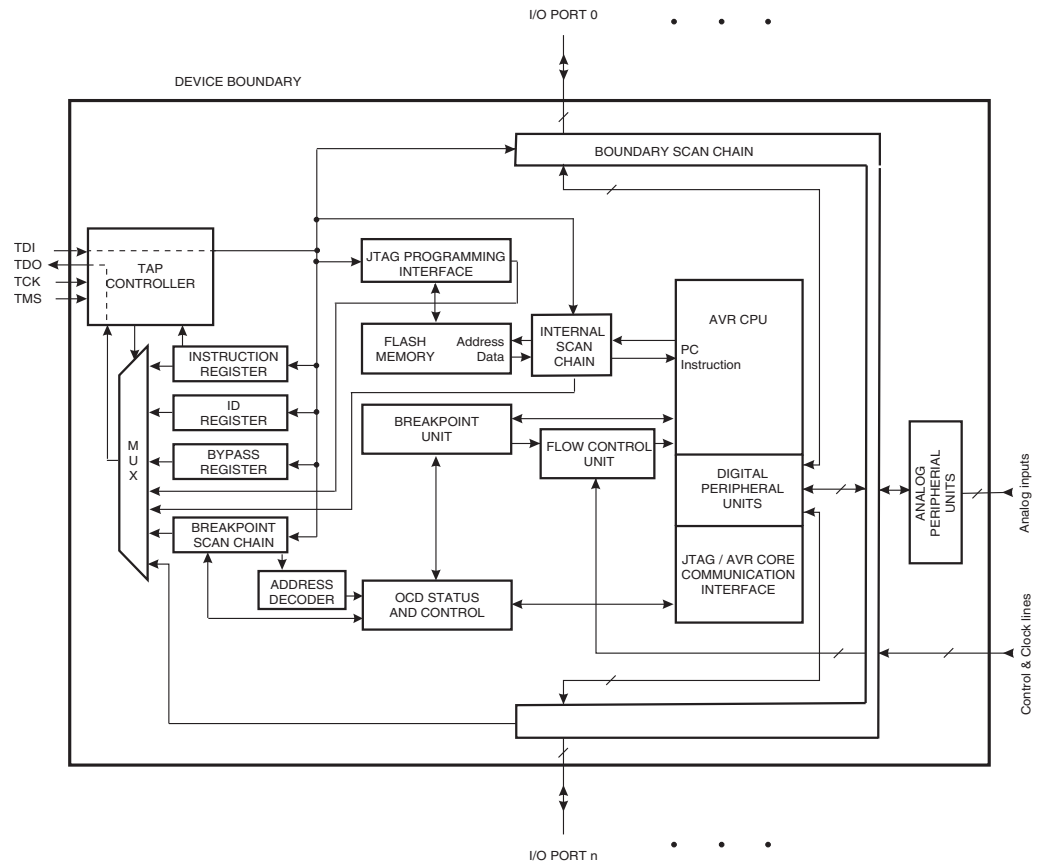 I/O PORT 0
DEVICE BOUNDARY
BOUNDARY SCAN CHAIN
TDI
TDO
TCK
TMS
TAP
CONTROLLER
JTAG PROGRAMMING
INTERFACE
AVR CPU
FLASH
MEMORY
Address
Data
INTERNAL
SCAN
CHAIN
PC
Instruction
INSTRUCTION
REGISTER
ID
REGISTER
M
U
X
BREAKPOINT
UNIT
FLOW CONTROL
UNIT
BYPASS
REGISTER
DIGITAL
PERIPHERAL
UNITS
ANALOG
PERIPHERIAL
UNITS
Analog inputs
BREAKPOINT
SCAN CHAIN
JTAG / AVR CORE
COMMUNICATION
INTERFACE
ADDRESS
DECODER
OCD STATUS
AND CONTROL
Control & Clock lines
I/O PORT n